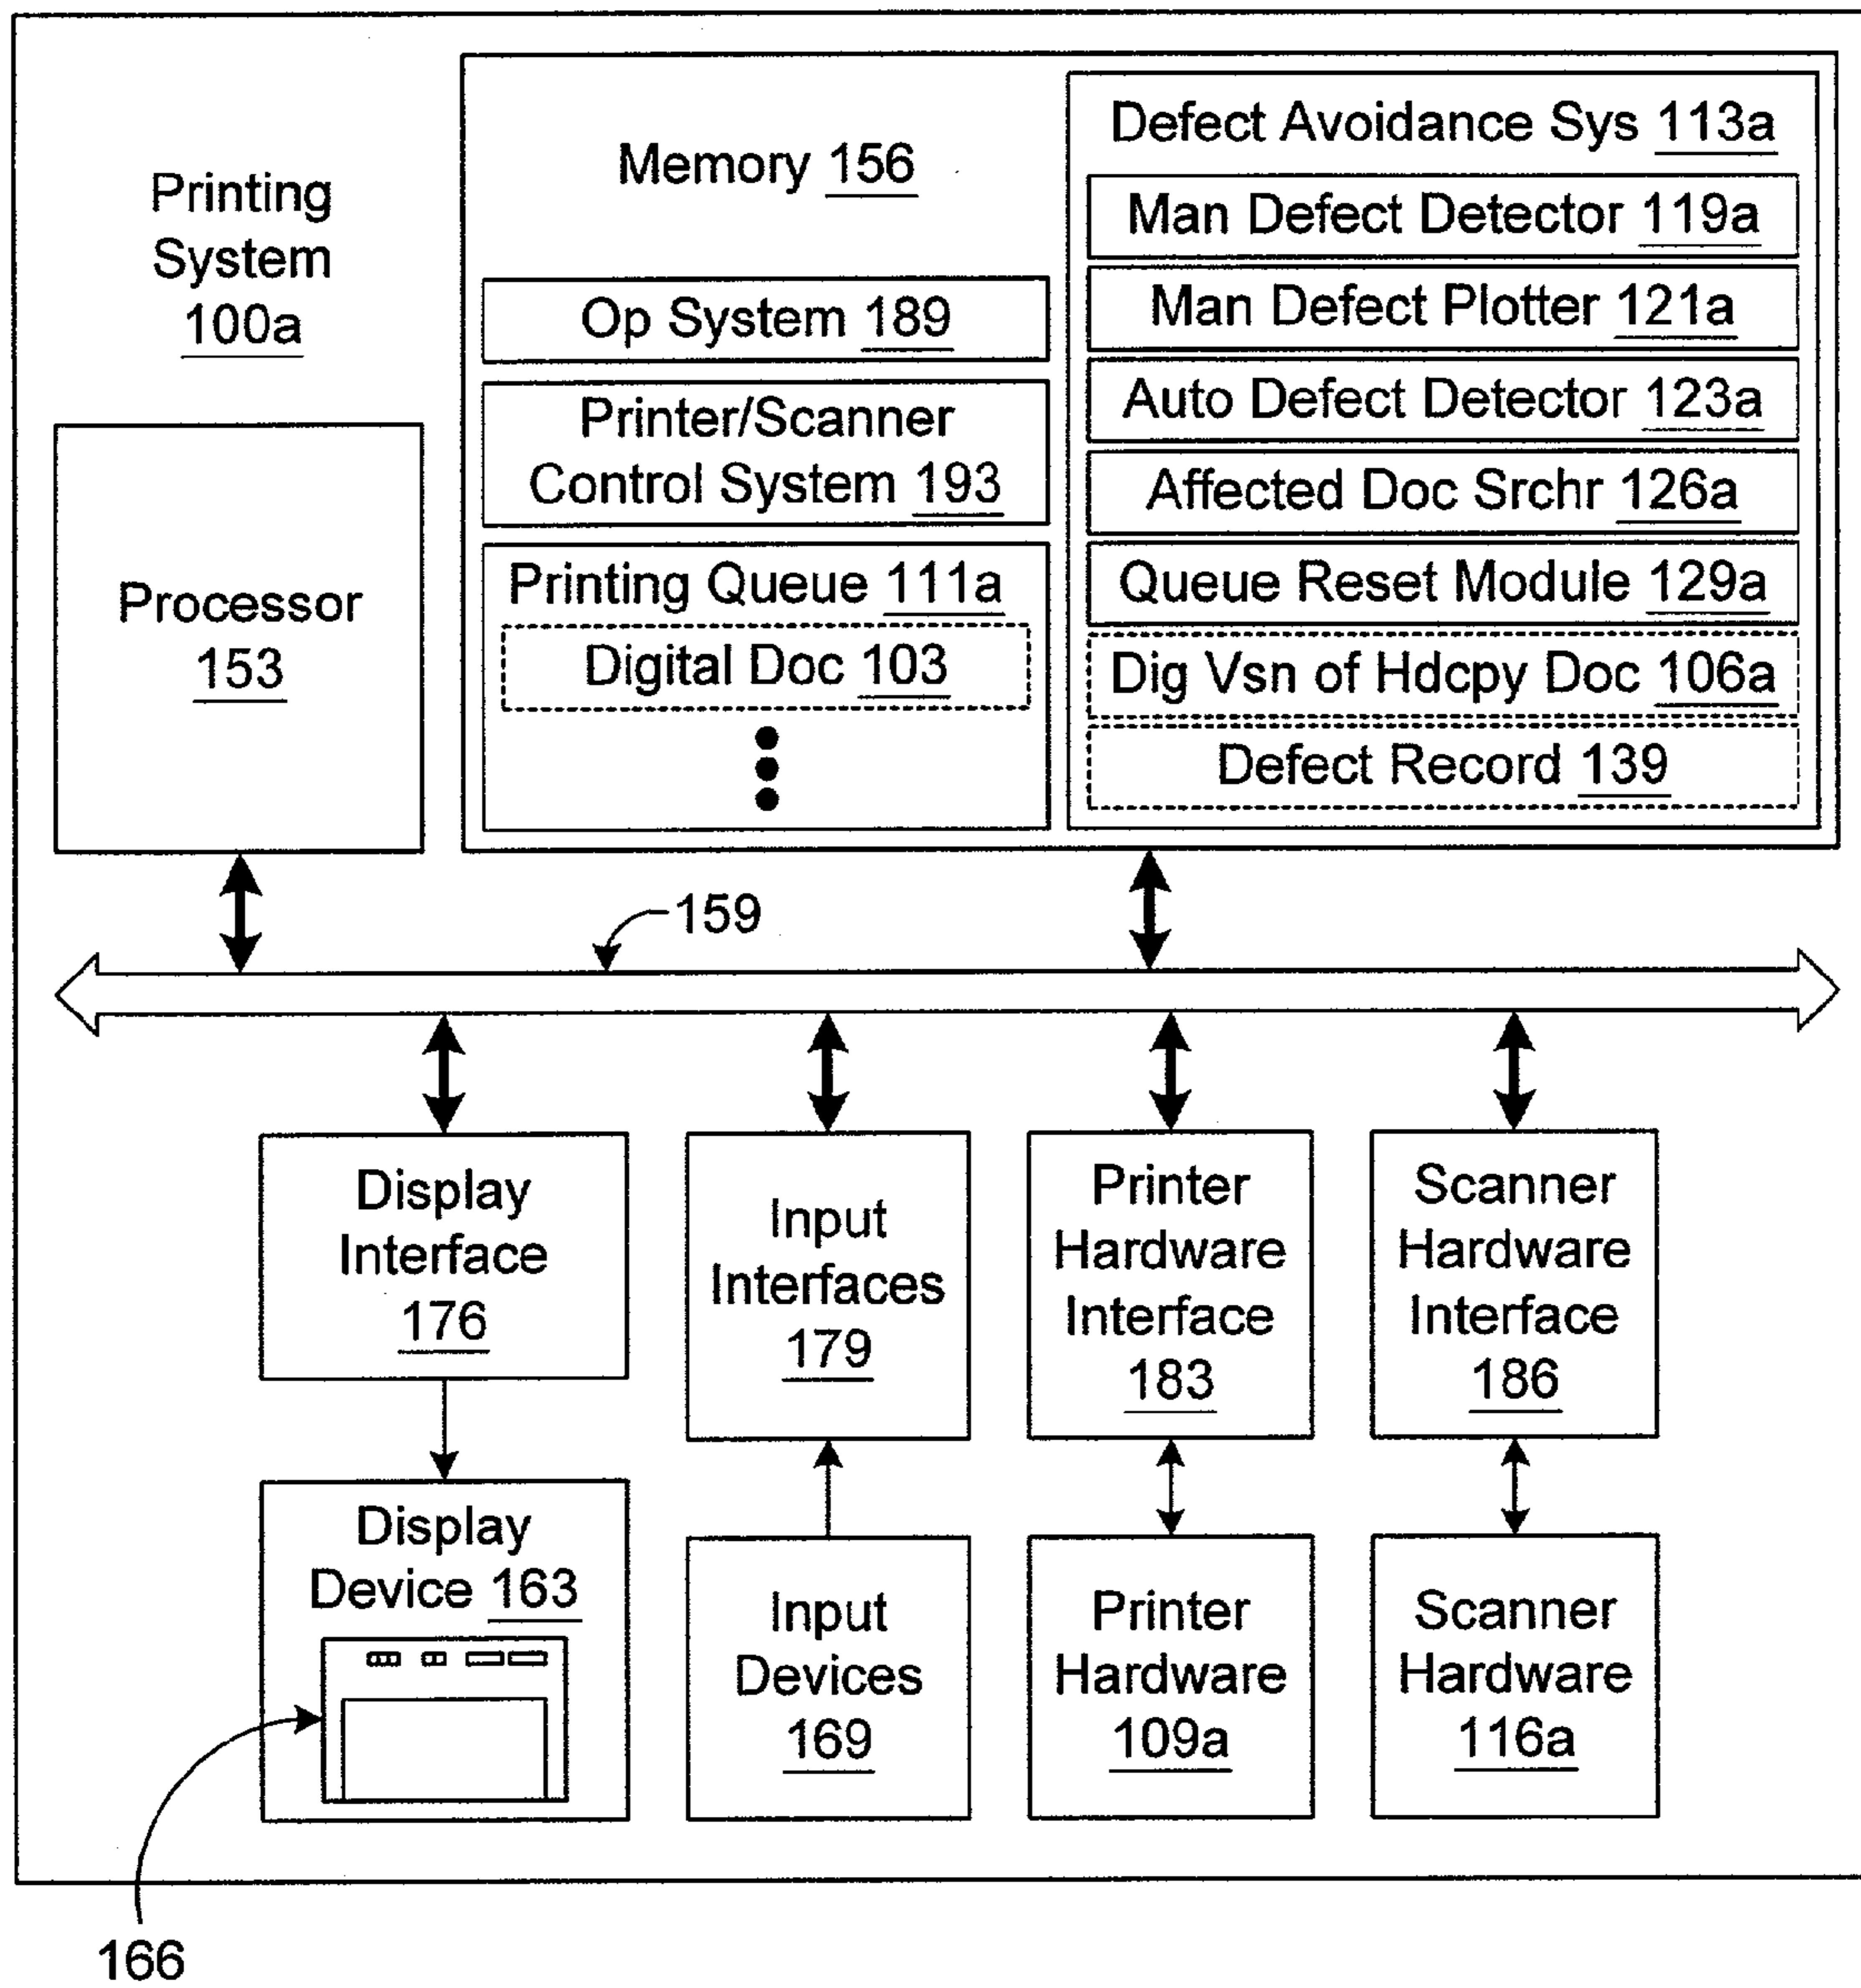 Printing
System
100a
Memory 156
Defect Avoidance Sys 113a
Man Defect Detector 119a
Man Defect Plotter 121a
Auto Defect Detector 123a
Affected Doc Srchr 126a
Queue Reset Module 129a
Dig Vsn of Hdcpy Doc 106a
Defect Record 139
Op System 189
Printer/Scanner
Control System 193
Printing Queue 111a
Digital Doc 103
Processor
153
159
Display
Interface
176
Input
Interfaces
179
Printer
Hardware
Interface
183
Scanner
Hardware
Interface
186
Display
Device 163
Input
Devices
169
Printer
Hardware
109a
Scanner
Hardware
116a
166